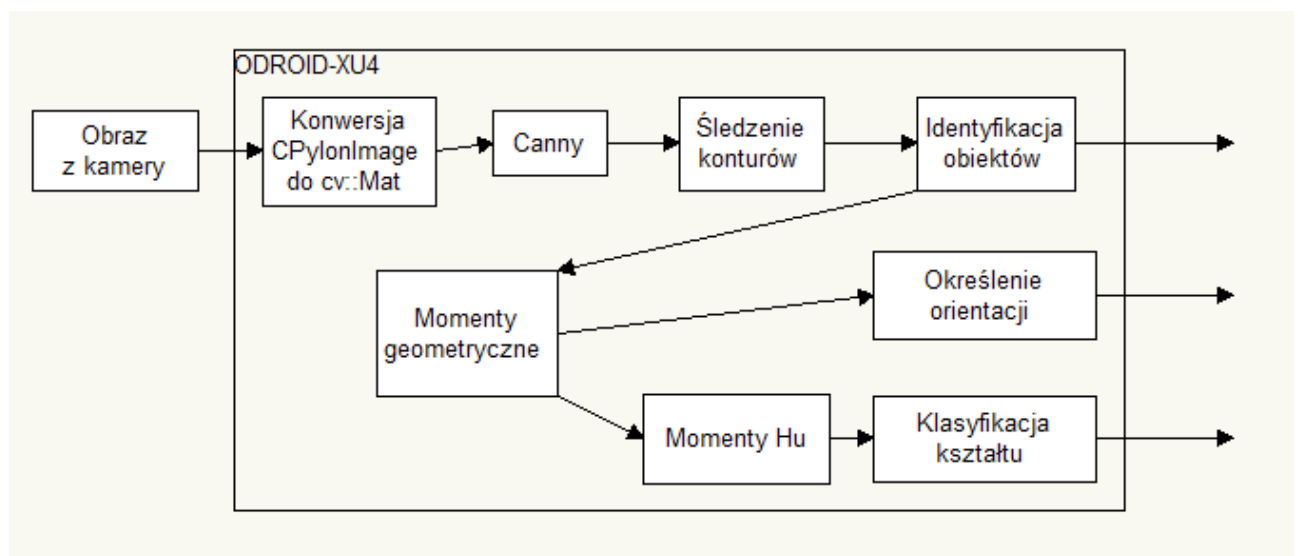 ODROID-XU4
Obraz
z kamery
Konwersja
CPylonImage
do cv::Mat
Canny
Śledzenie
konturów
Identyfikacja
obiektów
Momenty
geometryczne
Określenie
orientacji
Momenty Hu
Klasyfikacja
kształtu